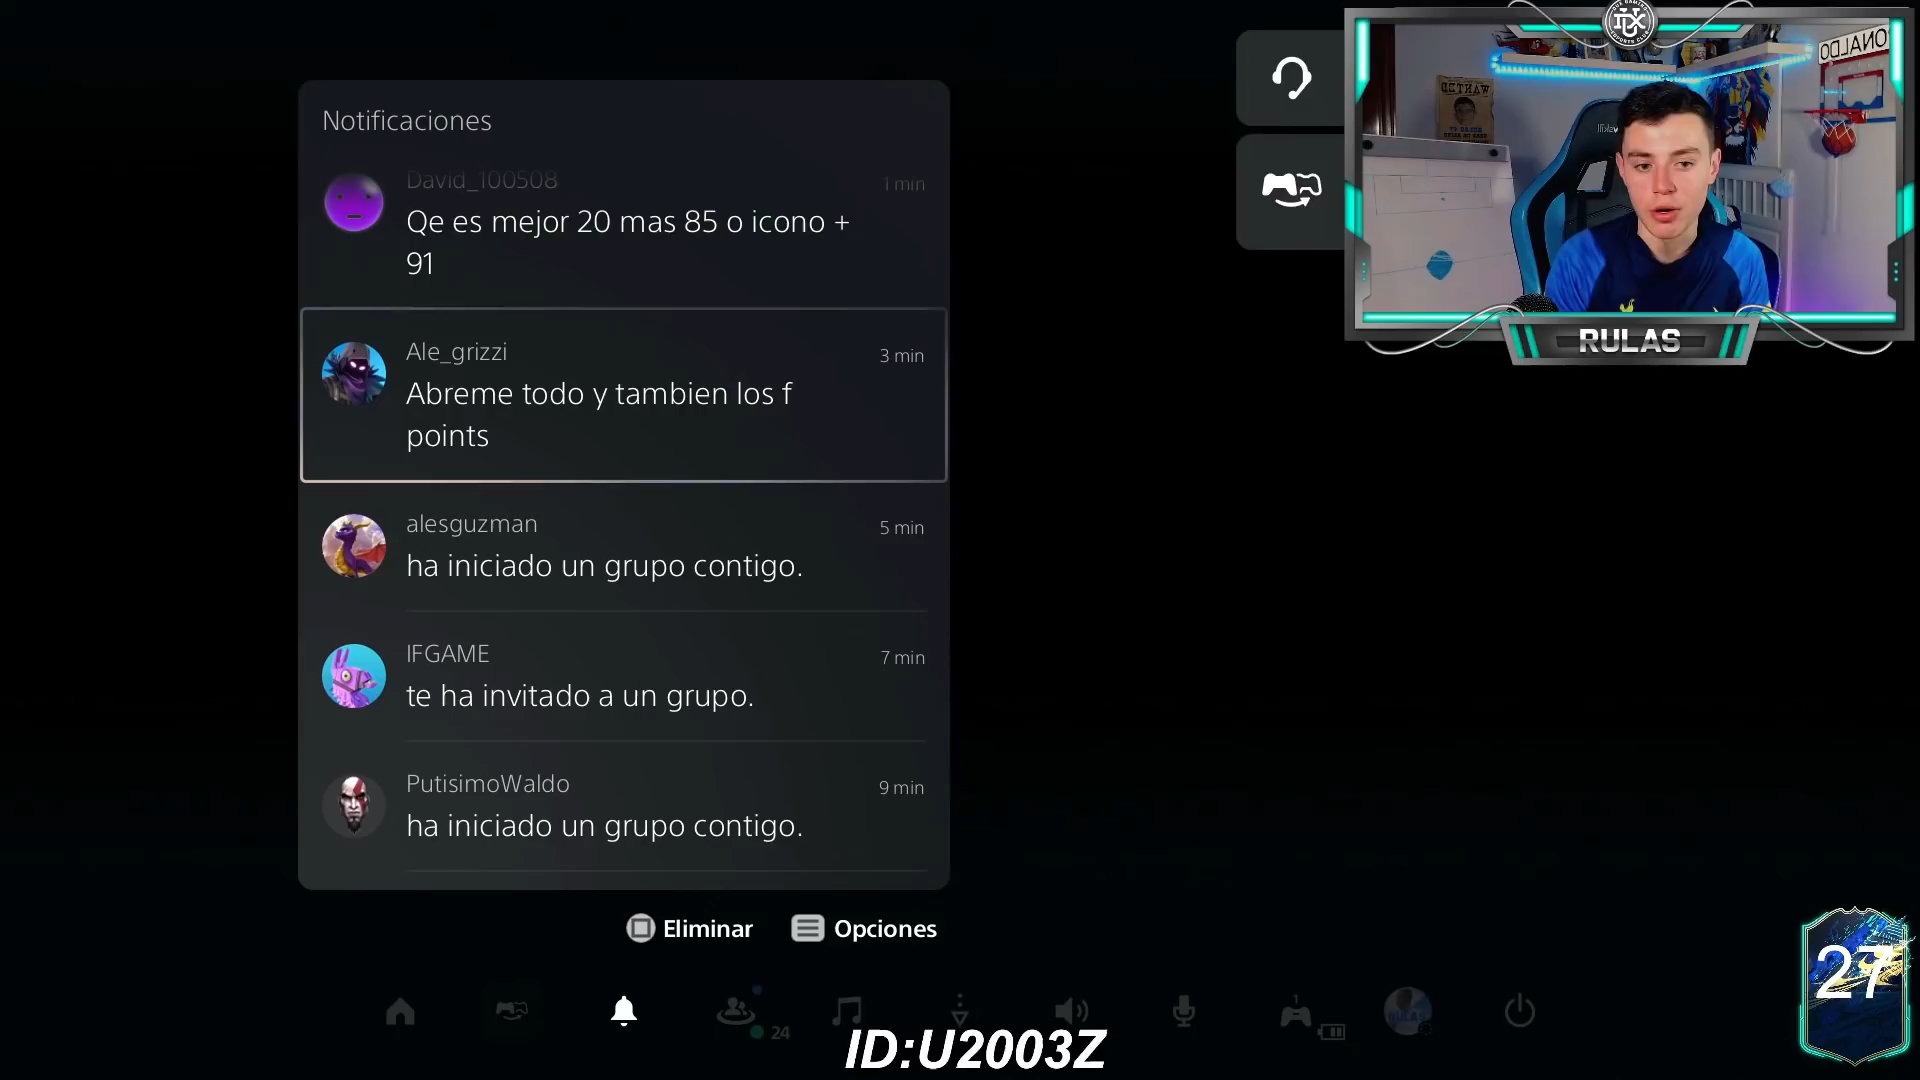 Notificaciones
David_100508
1 min
Qe es mejor 20 mas 85 o icono +
91
Ale_grizzi
3 min
Abreme todo y tambien los f
points
alesguzman
5 min
ha iniciado un grupo contigo.
IFGAME
7 min
te ha invitado a un grupo.
PutisimoWaldo
9 min
ha iniciado un grupo contigo.
Eliminar
Opciones
24
ID:U2003Z
RULAS
27